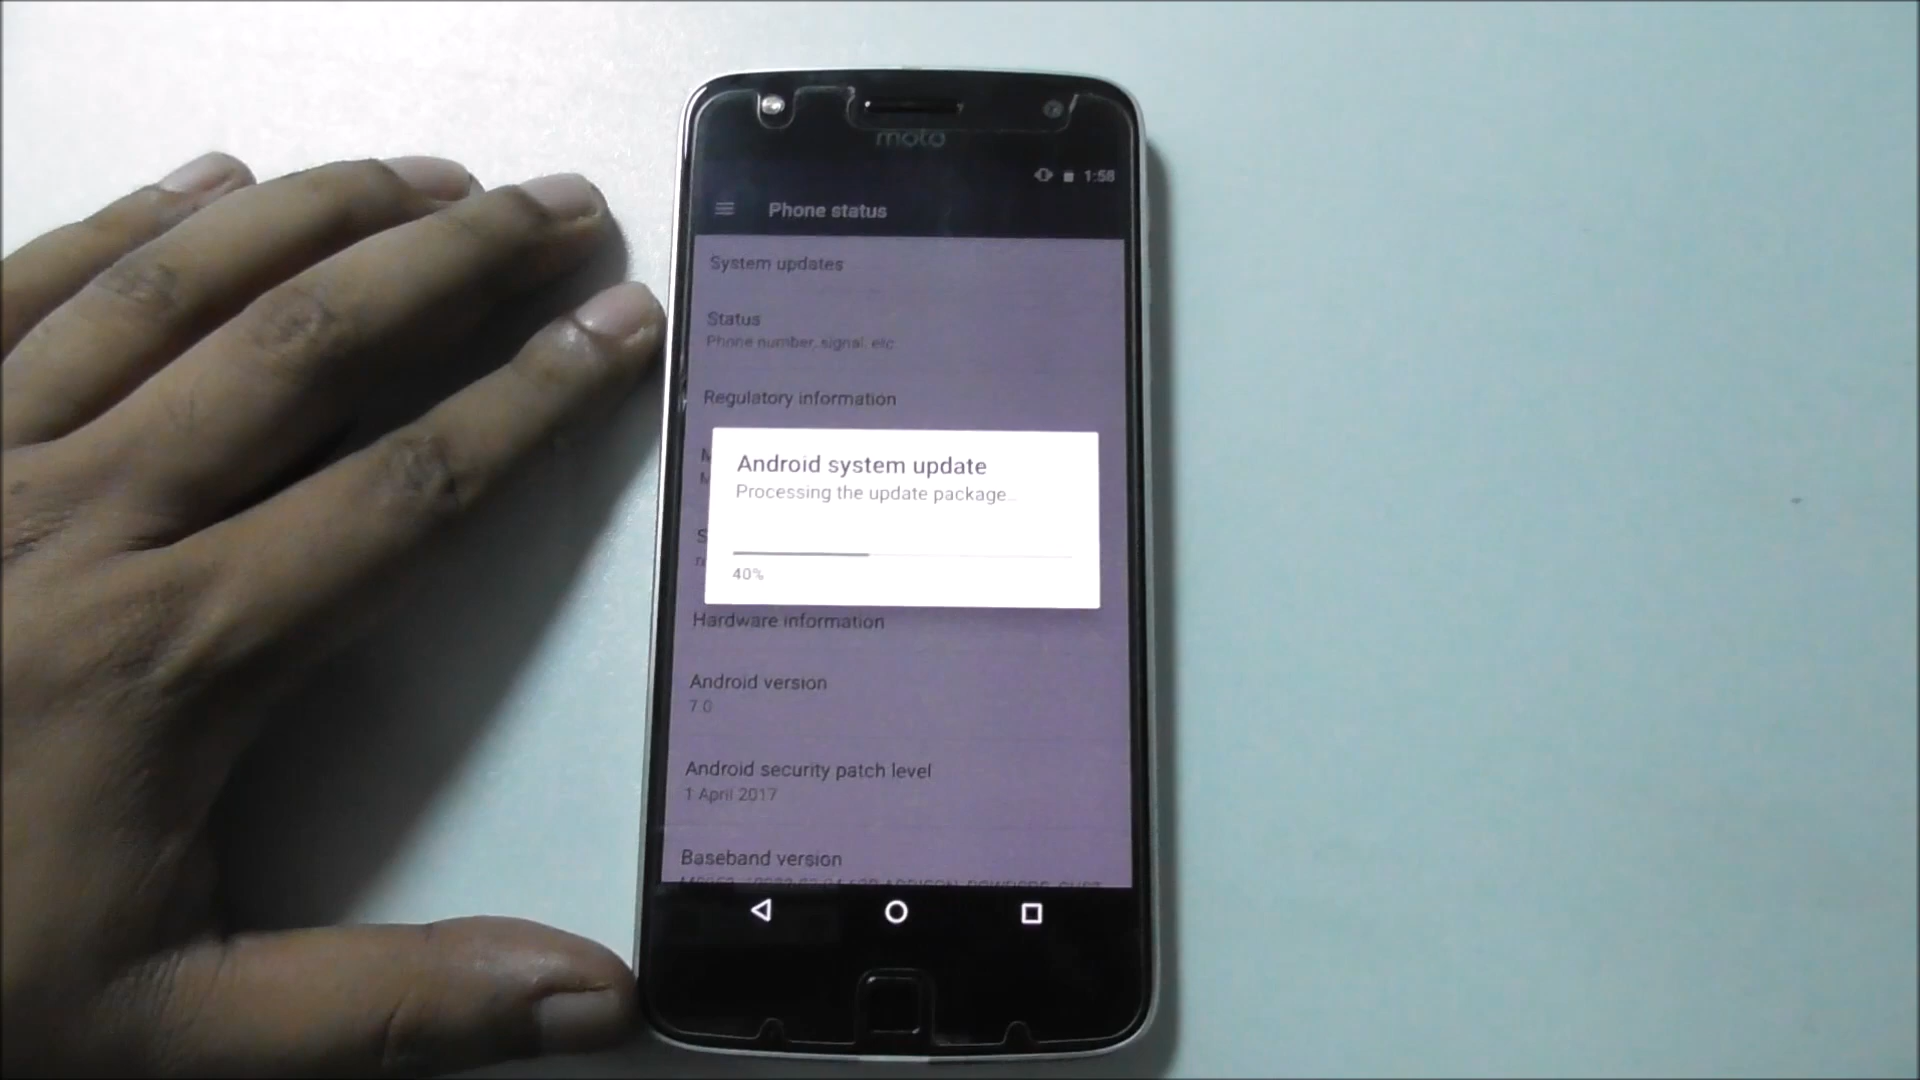 moto
1:58
Phone status
System updates
Status
Phone number, signal, etc.
Regulatory information
M
M
S
Android system update
Processing the update package…
40%
Hardware information
Android version
7.0
Android security patch level
1 April 2017
Baseband version